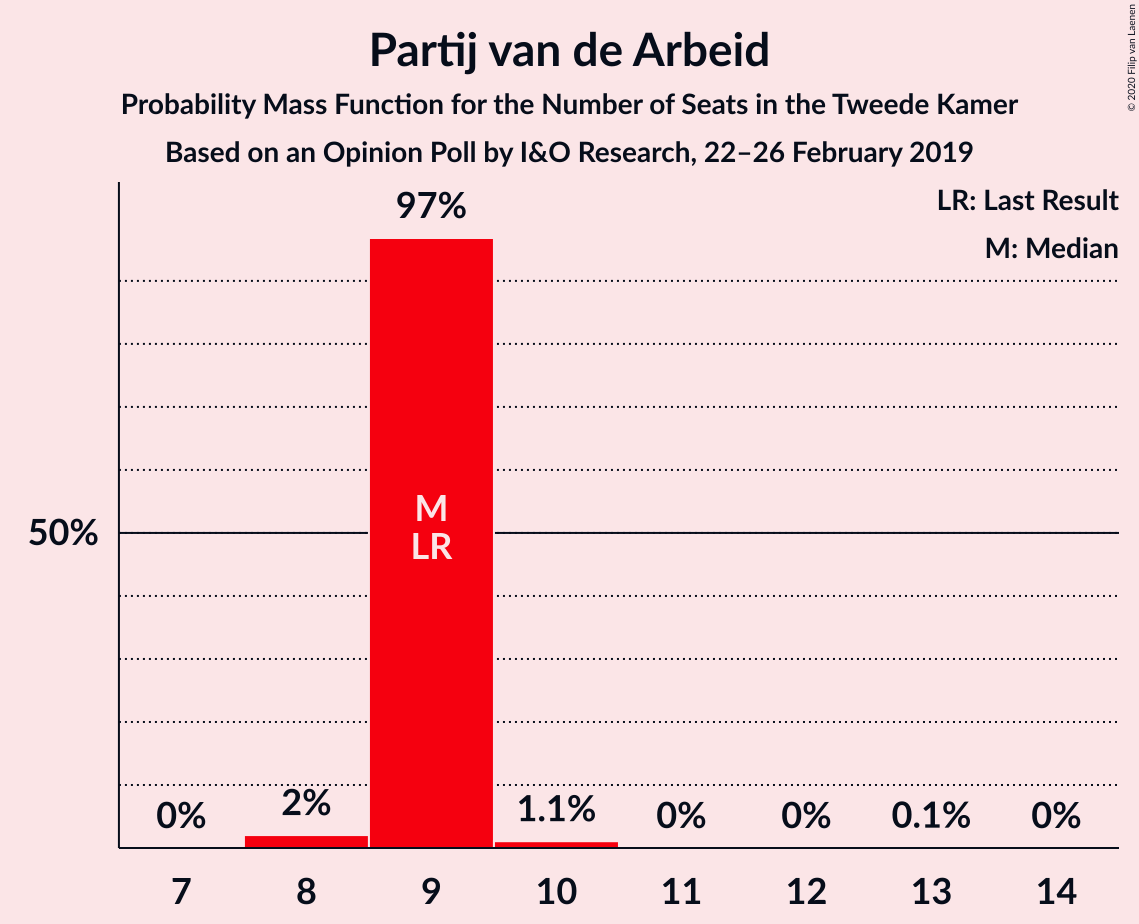 Partij van de Arbeid
Probability Mass Function for the Number of Seats in the Tweede Kamer
Based on an Opinion Poll by I&O Research, 22–26 February 2019
© 2020 Filip van Laenen
LR: Last Result
M: Median
97%
50%
M
LR
0%
2%
1.1%
0%
0%
0.1%
0%
7 8 9 10 11 12 13 14